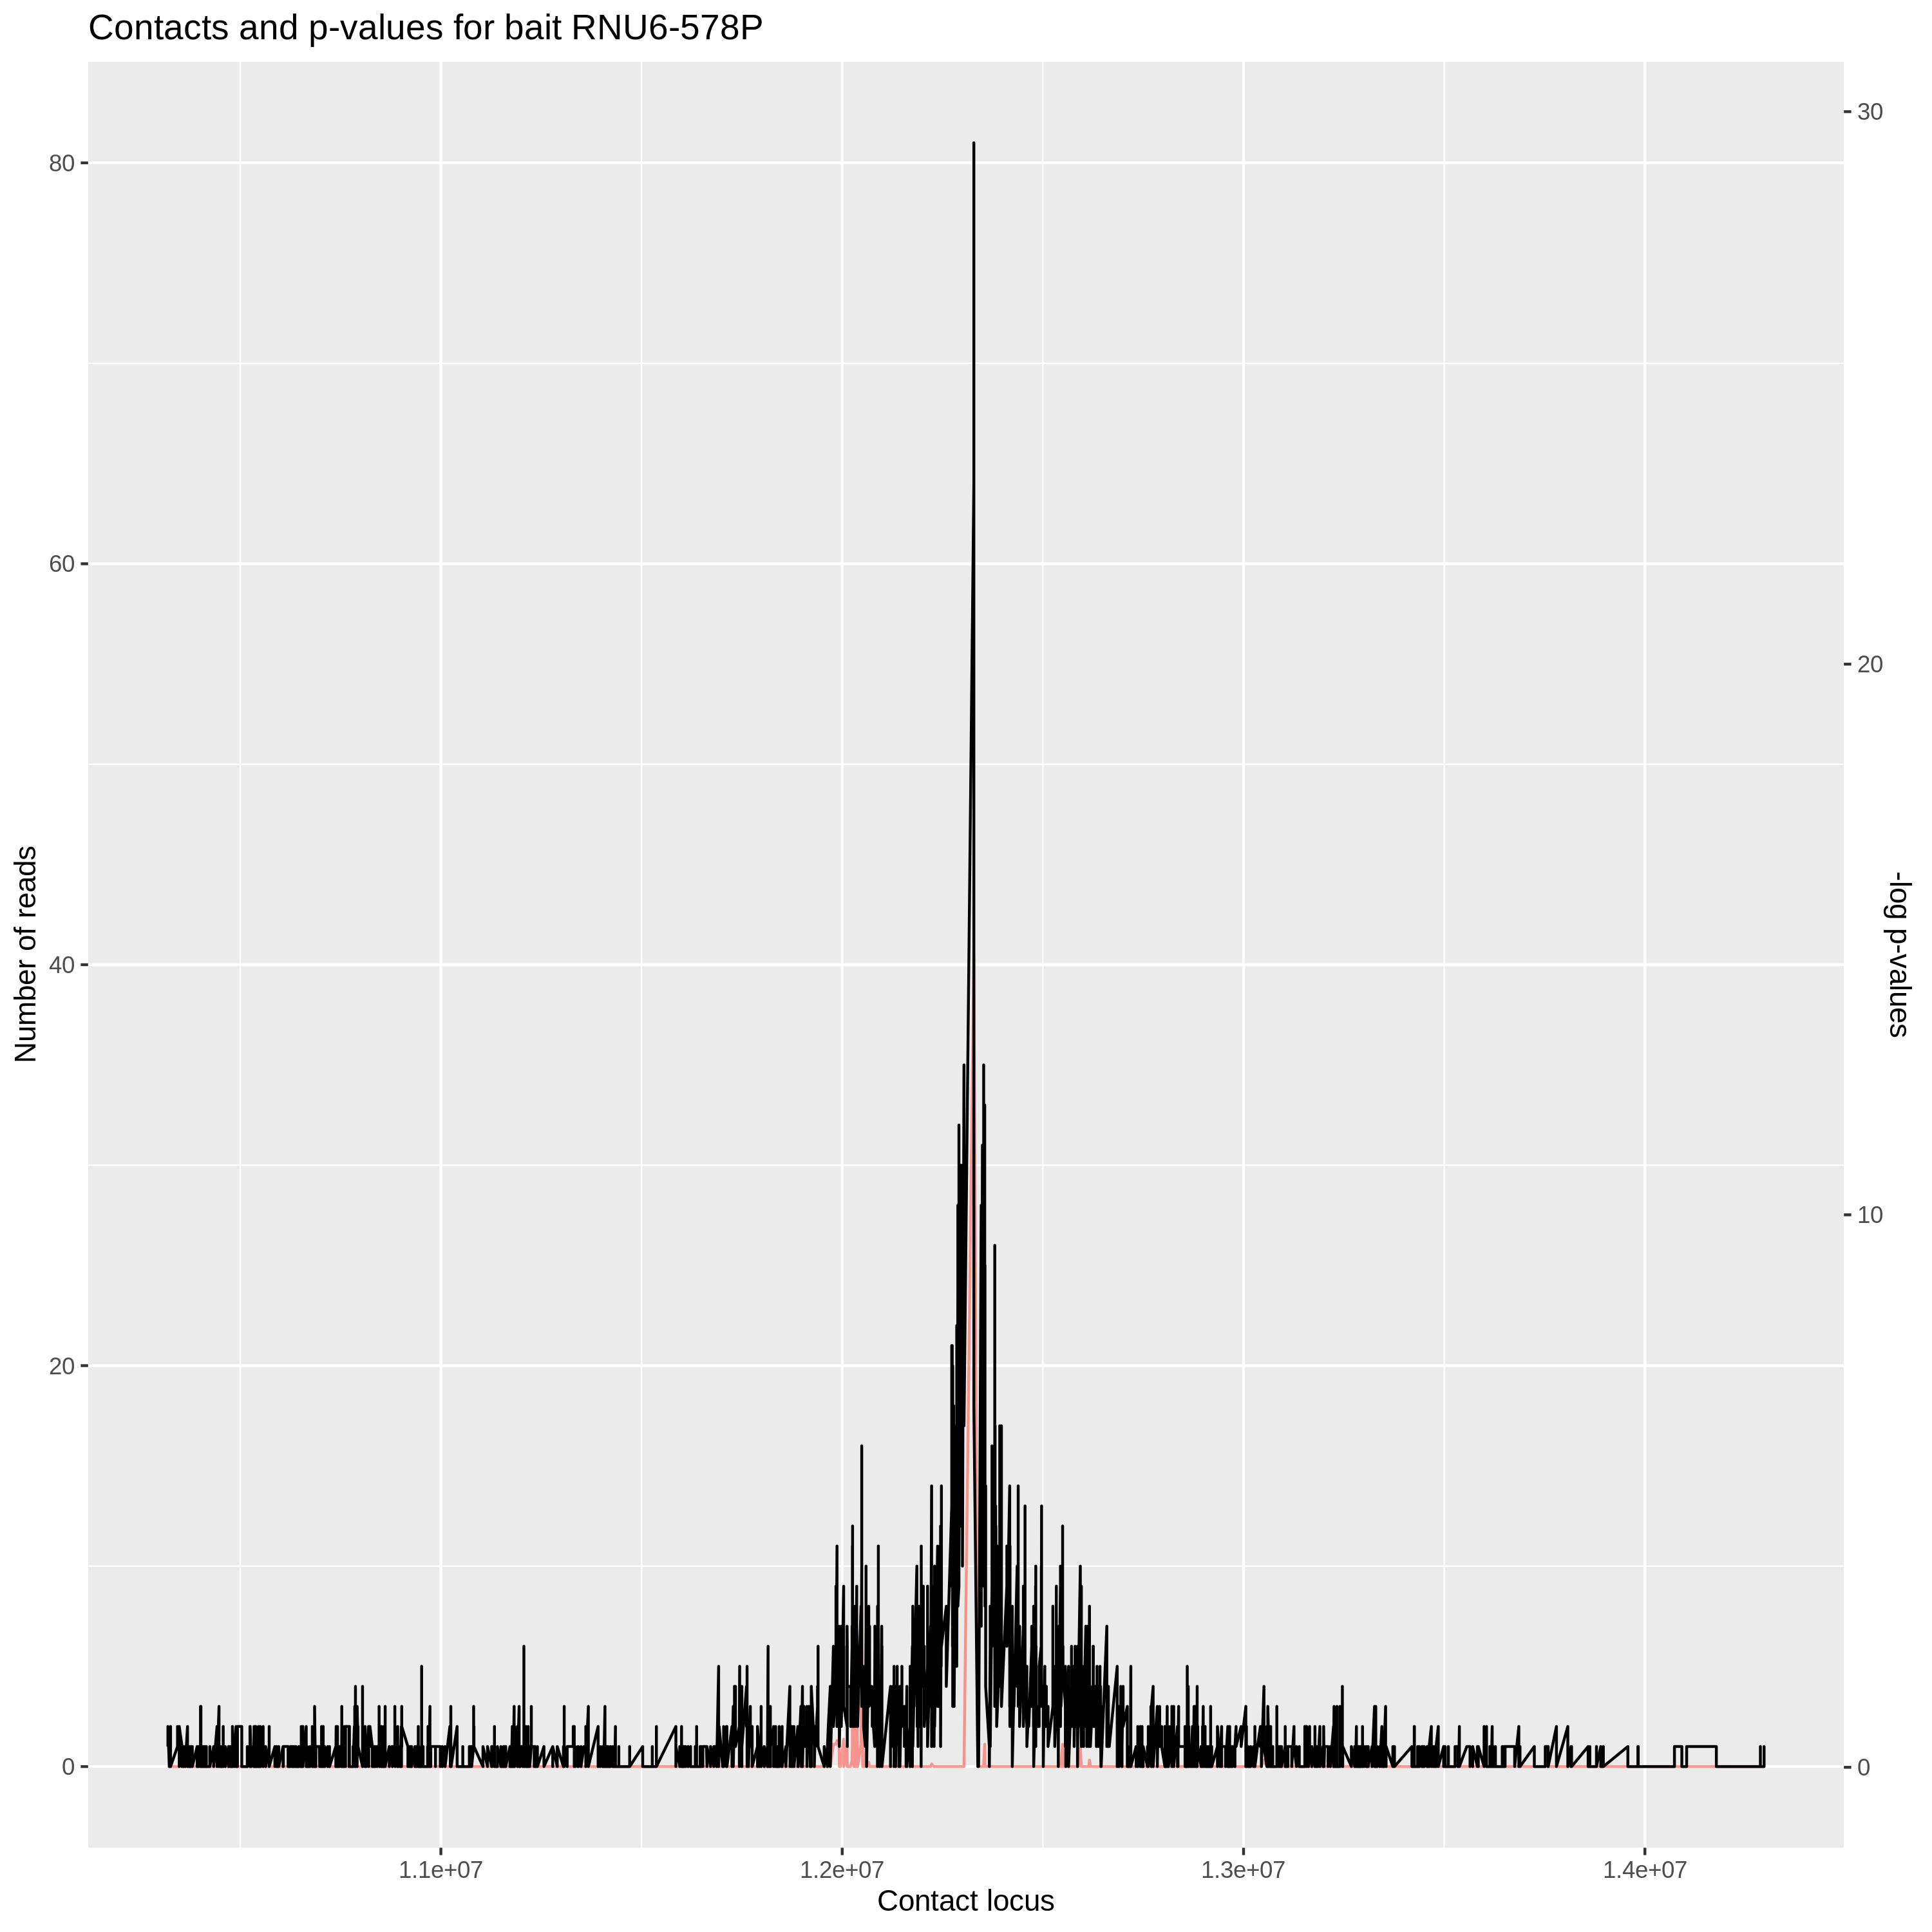 Contacts and p-values for bait RNU6-578P
80
60
40
20
0
30
20
10
0
Number of reads
-log p-values
1.1e+07
1.2e+07
1.3e+07
1.4e+07
Contact locus